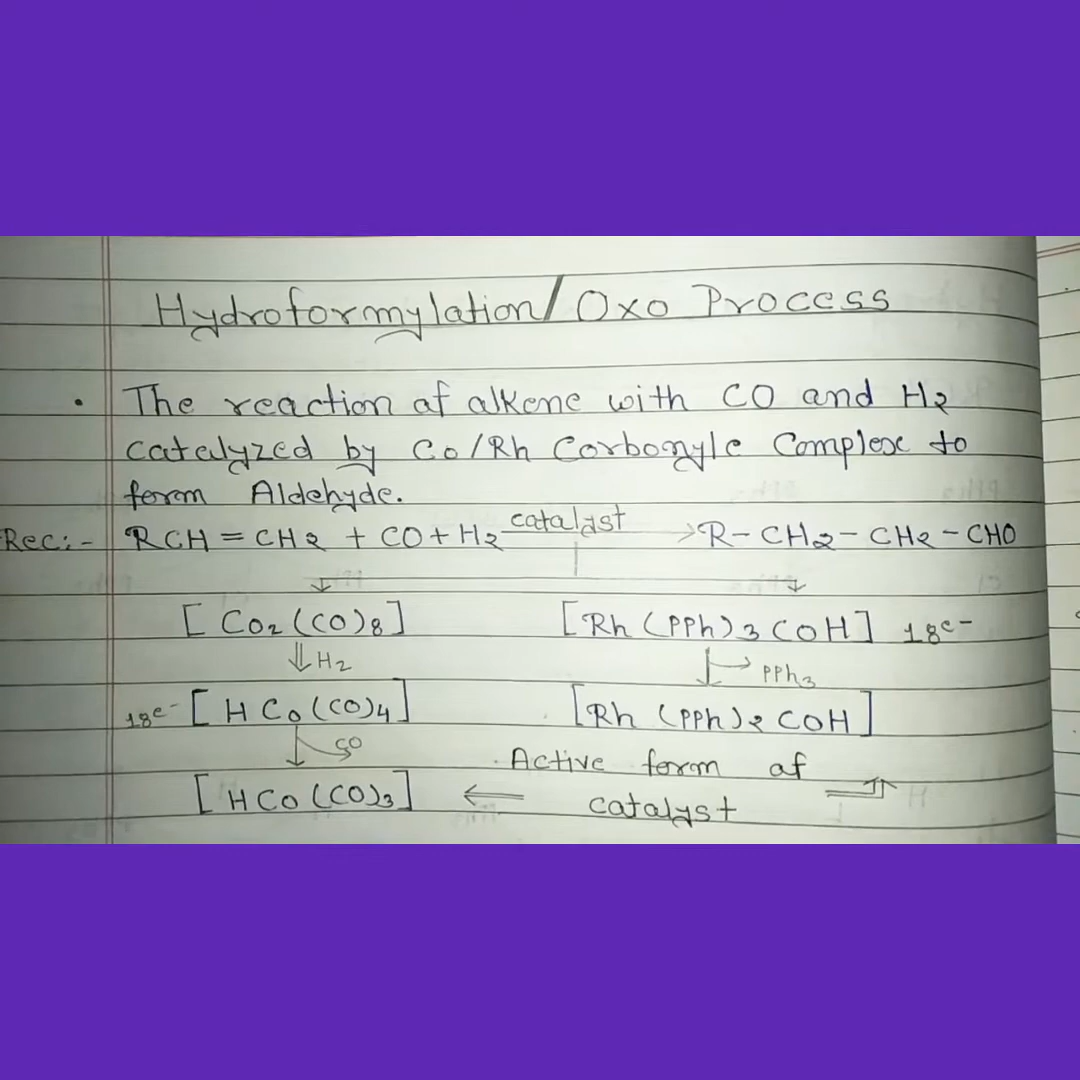 Hydroformylation/Oxo Process
• The reaction of alkene with CO and H2
catalyzed by Co/Rh Carbonyle Complexe to
form Aldehyde.
Rec:- RCH = CH2 + CO + H2 catalyst → R-CH2-CH2-CHO
[Co2(CO)8] [Rh(PPh)3COH] 18e-
⇓H2 ↓→ PPh3
18e- [HCo(CO)4] [Rh(PPh)2COH]
↓ CO
Active form of
[HCO(CO)3] ⇐ catalyst ⇒